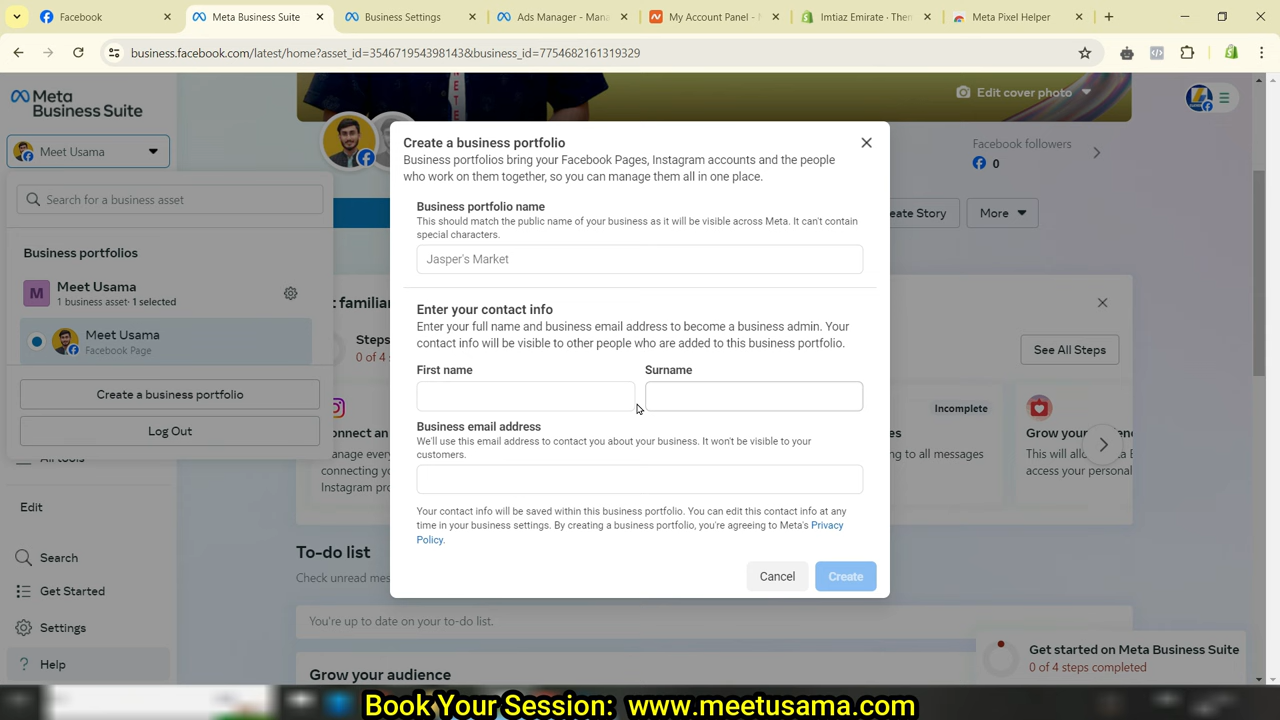 Facebook
Meta Business Suite
Business Settings
Ads Manager - Mana
My Account Panel -
Imtiaz Emirate · Then
Meta Pixel Helper
business.facebook.com/latest/home?asset_id=354671954398143&business_id=7754682161319329
Meta
Business Suite
Edit cover photo
Meet Usama
Facebook followers
0
Search for a business asset
eate Story
More
Business portfolios
Meet Usama
1 business asset · 1 selected
Meet Usama
Facebook Page
Create a business portfolio
Log Out
All tools
Edit
Search
Get Started
Settings
Help
Create a business portfolio
Business portfolios bring your Facebook Pages, Instagram accounts and the people
who work on them together, so you can manage them all in one place.
Business portfolio name
This should match the public name of your business as it will be visible across Meta. It can't contain
special characters.
Jasper's Market
Enter your contact info
Enter your full name and business email address to become a business admin. Your
contact info will be visible to other people who are added to this business portfolio.
First name
Surname
Business email address
We'll use this email address to contact you about your business. It won't be visible to your
customers.
Your contact info will be saved within this business portfolio. You can edit this contact info at any
time in your business settings. By creating a business portfolio, you're agreeing to Meta's Privacy
Policy.
Cancel
Create
t familiar
Steps
0 of 4
See All Steps
onnect an
anage every
connecting yo
Instagram pro
Incomplete
es
g to all messages
Grow your
This will allow
access your personal
To-do list
Check unread mes
You're up to date on your to-do list.
Grow your audience
Get started on Meta Business Suite
0 of 4 steps completed
Book Your Session: www.meetusama.com